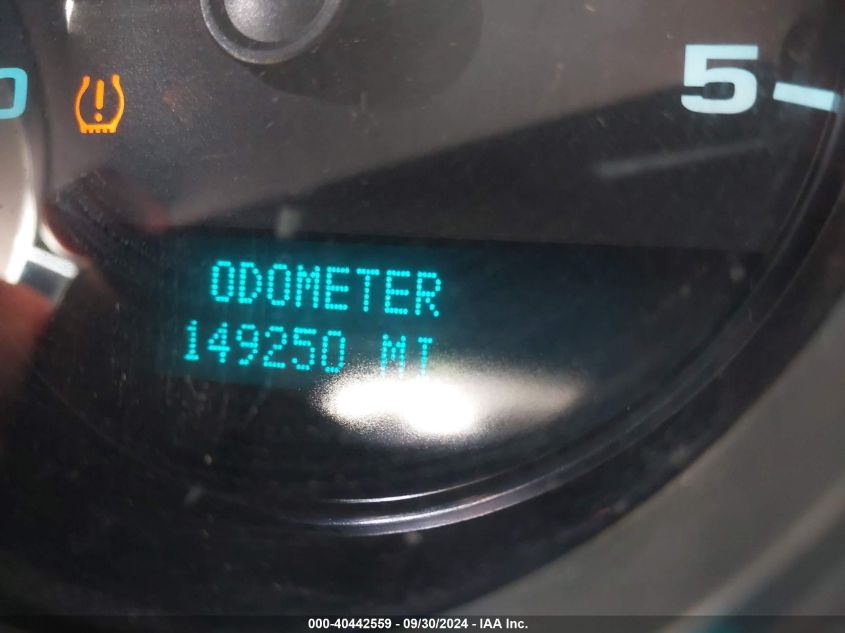 5
ODOMETER
149250 MI
000-40442559 - 09/30/2024 - IAA Inc.